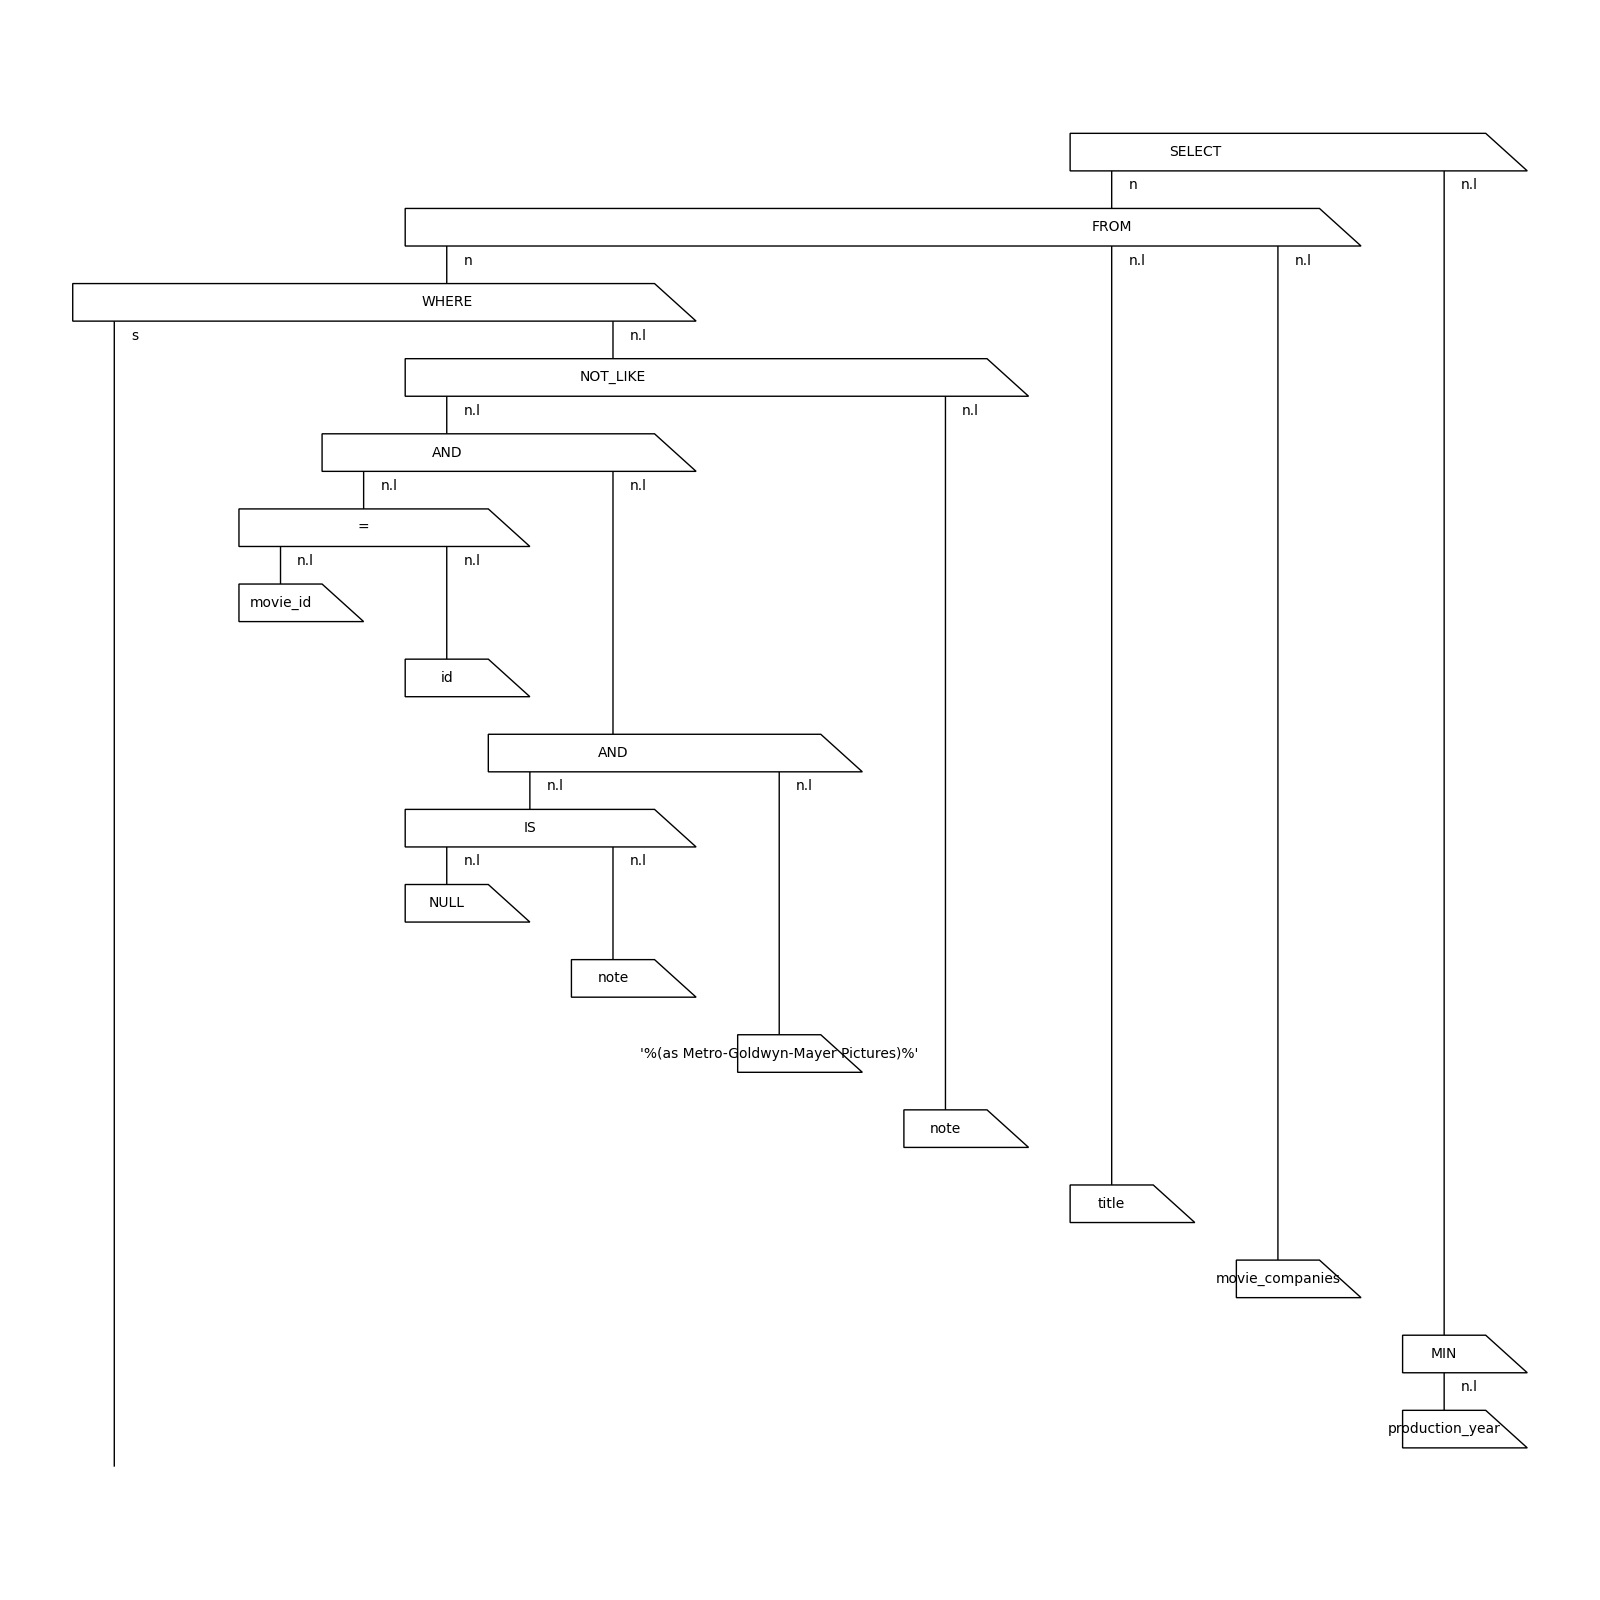 SELECT
n n.l
FROM
n n.l n.l
WHERE
s n.l
NOT_LIKE
n.l n.l
AND
n.l n.l
=
n.l n.l
movie_id
id
AND
n.l n.l
IS
n.l n.l
NULL
note
'%(as Metro-Goldwyn-Mayer Pictures)%'
note
title
movie_companies
MIN
n.l
production_year